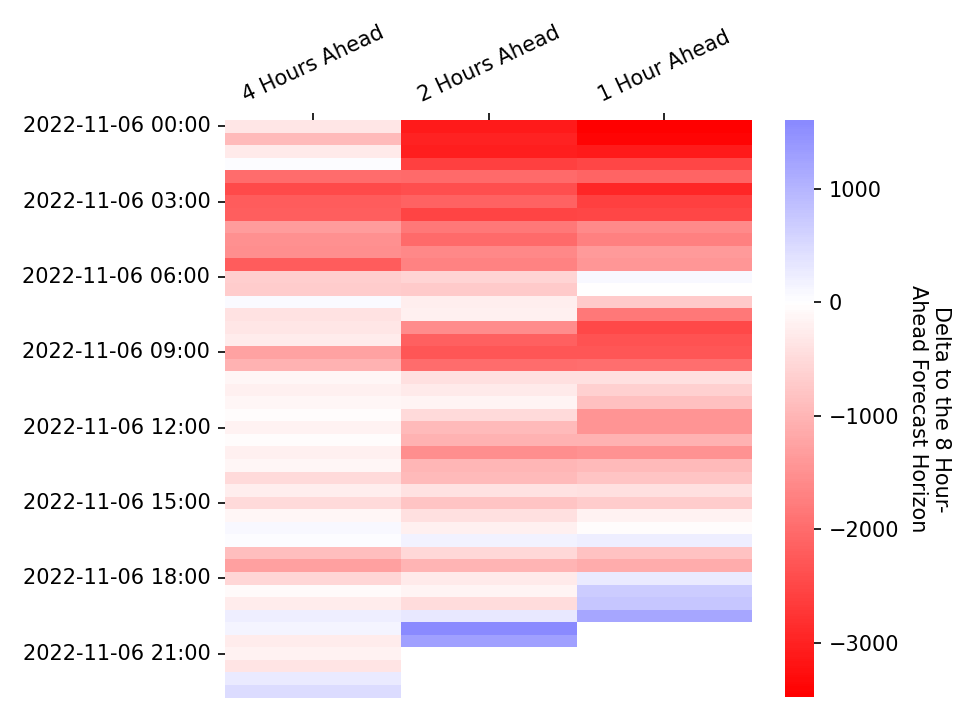 4 Hours Ahead
2 Hours Ahead
1 Hour Ahead
2022-11-06 00:00
2022-11-06 03:00
2022-11-06 06:00
2022-11-06 09:00
2022-11-06 12:00
2022-11-06 15:00
2022-11-06 18:00
2022-11-06 21:00
1000
0
−1000
−2000
−3000
Delta to the 8 Hour-
Ahead Forecast Horizon